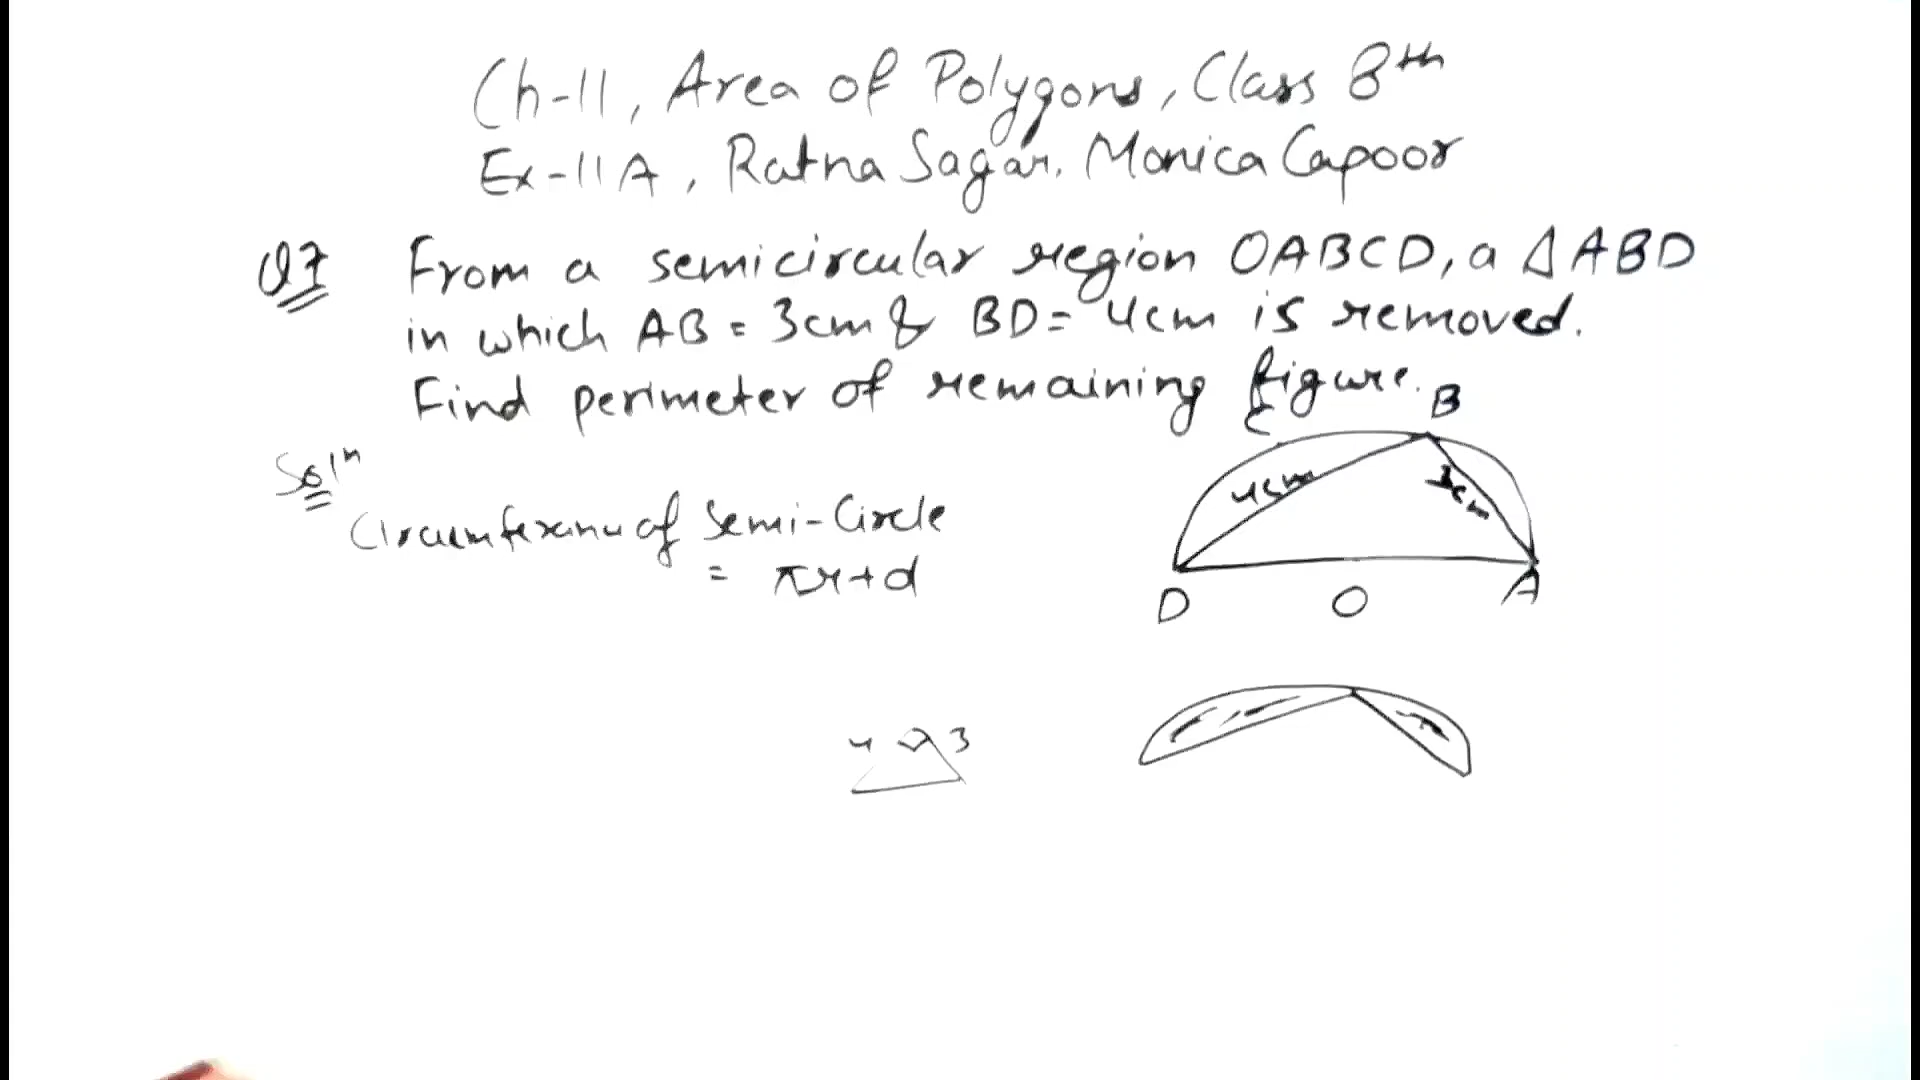 Ch-11, Area of Polygons, Class 8th
Ex-11A, Ratna Sagar, Monica Capoor
Q7 From a semicircular region OABCD, a △ABD
in which AB = 3cm & BD = 4cm is removed.
Find perimeter of remaining figure.
C B
4cm 3cm
D O A
Soln
Circumference of Semi-Circle
= πr+d
4 3